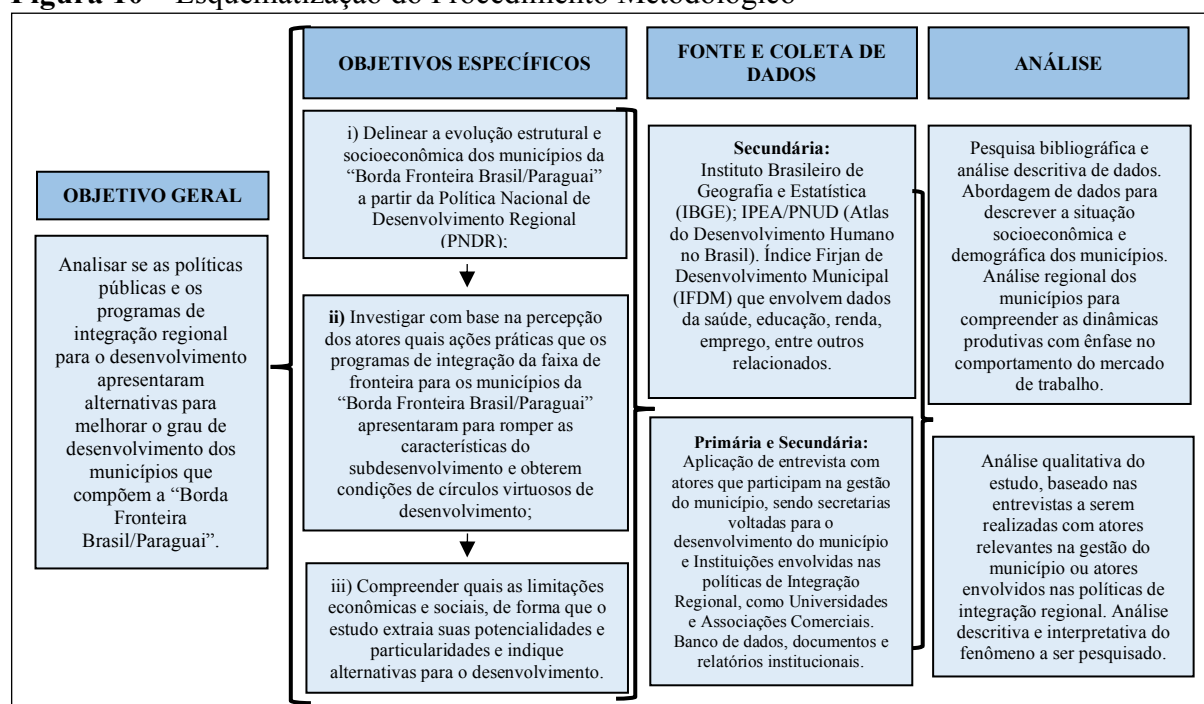 Figura 10 – Esquematização do Procedimento Metodológico
OBJETIVO GERAL
Analisar se as políticas
públicas e os
programas de
integração regional
para o desenvolvimento
apresentaram
alternativas para
melhorar o grau de
desenvolvimento dos
municípios que
compõem a “Borda
Fronteira
Brasil/Paraguai”.
OBJETIVOS ESPECÍFICOS
i) Delinear a evolução estrutural e
socioeconômica dos municípios da
“Borda Fronteira Brasil/Paraguai”
a partir da Política Nacional de
Desenvolvimento Regional
(PNDR);
ii) Investigar com base na percepção
dos atores quais ações práticas que os
programas de integração da faixa de
fronteira para os municípios da
“Borda Fronteira Brasil/Paraguai”
apresentaram para romper as
características do
subdesenvolvimento e obterem
condições de círculos virtuosos de
desenvolvimento;
iii) Compreender quais as limitações
econômicas e sociais, de forma que o
estudo extraia suas potencialidades e
particularidades e indique
alternativas para o desenvolvimento.
FONTE E COLETA DE
DADOS
Secundária:
Instituto Brasileiro de
Geografia e Estatística
(IBGE); IPEA/PNUD (Atlas
do Desenvolvimento Humano
no Brasil). Índice Firjan de
Desenvolvimento Municipal
(IFDM) que envolvem dados
da saúde, educação, renda,
emprego, entre outros
relacionados.
Primária e Secundária:
Aplicação de entrevista com
atores que participam na gestão
do município, sendo secretarias
voltadas para o
desenvolvimento do município
e Instituições envolvidas nas
políticas de Integração
Regional, como Universidades
e Associações Comerciais.
Banco de dados, documentos e
relatórios institucionais.
ANÁLISE
Pesquisa bibliográfica e
análise descritiva de dados.
Abordagem de dados para
descrever a situação
socioeconômica e
demográfica dos municípios.
Análise regional dos
municípios para
compreender as dinâmicas
produtivas com ênfase no
comportamento do mercado
de trabalho.
Análise qualitativa do
estudo, baseado nas
entrevistas a serem
realizadas com atores
relevantes na gestão do
município ou atores
envolvidos nas políticas de
integração regional. Análise
descritiva e interpretativa do
fenômeno a ser pesquisado.